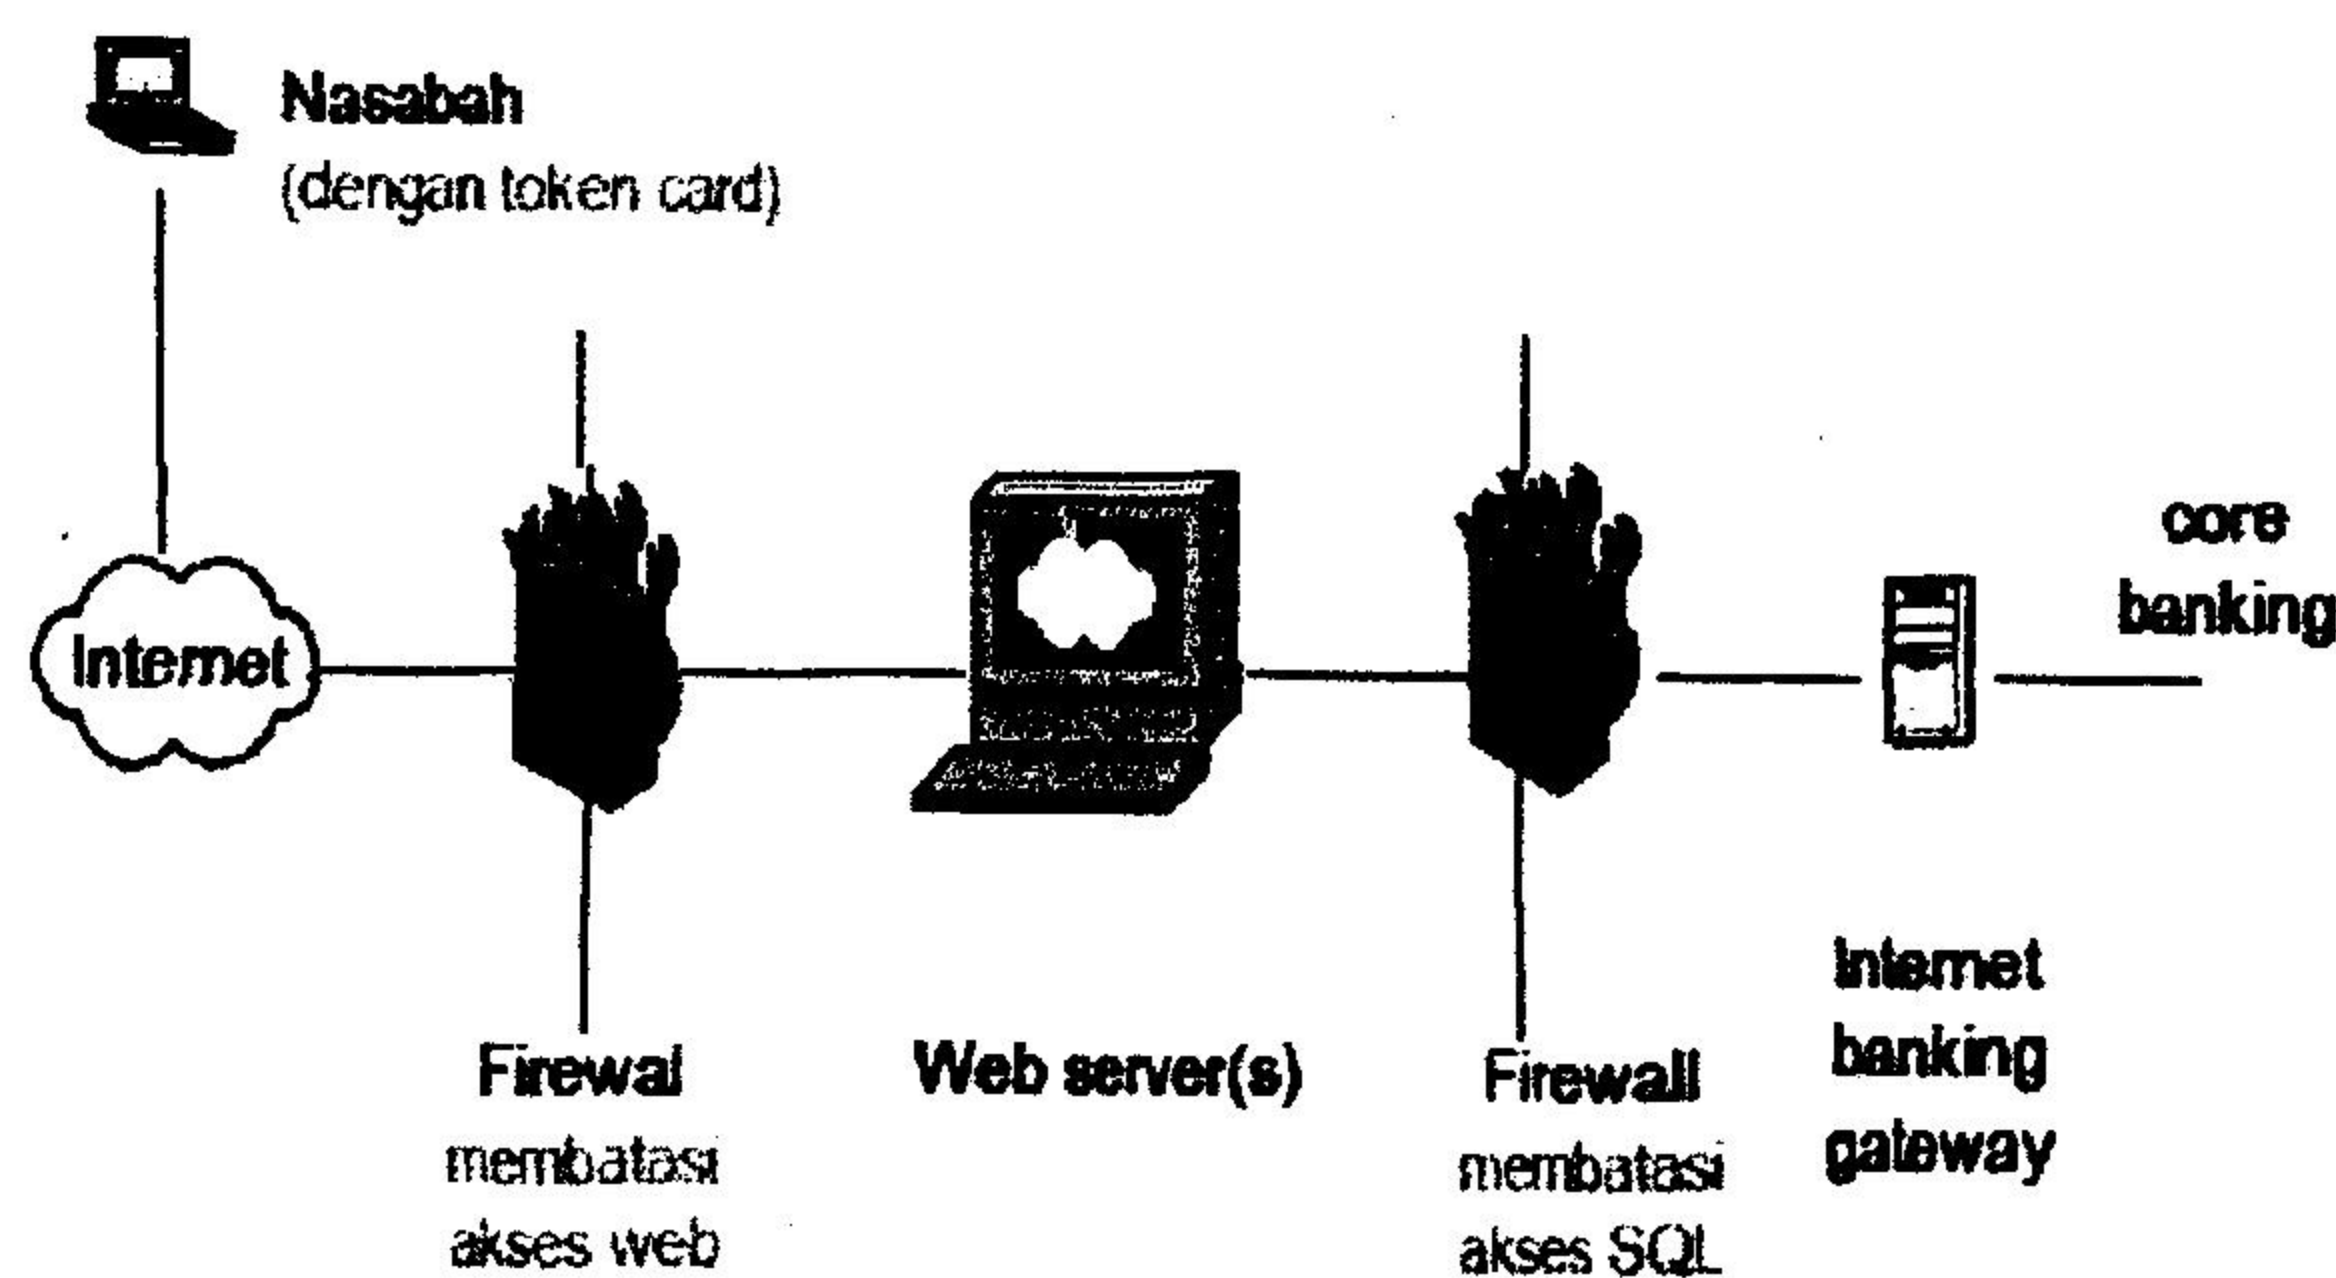 Nasabah
(dengan token card)
Internet
core
banking
Firewal
membatasi
akses web
Web server(s)
Firewall
membatasi
akses SQL
Internet
banking
gateway